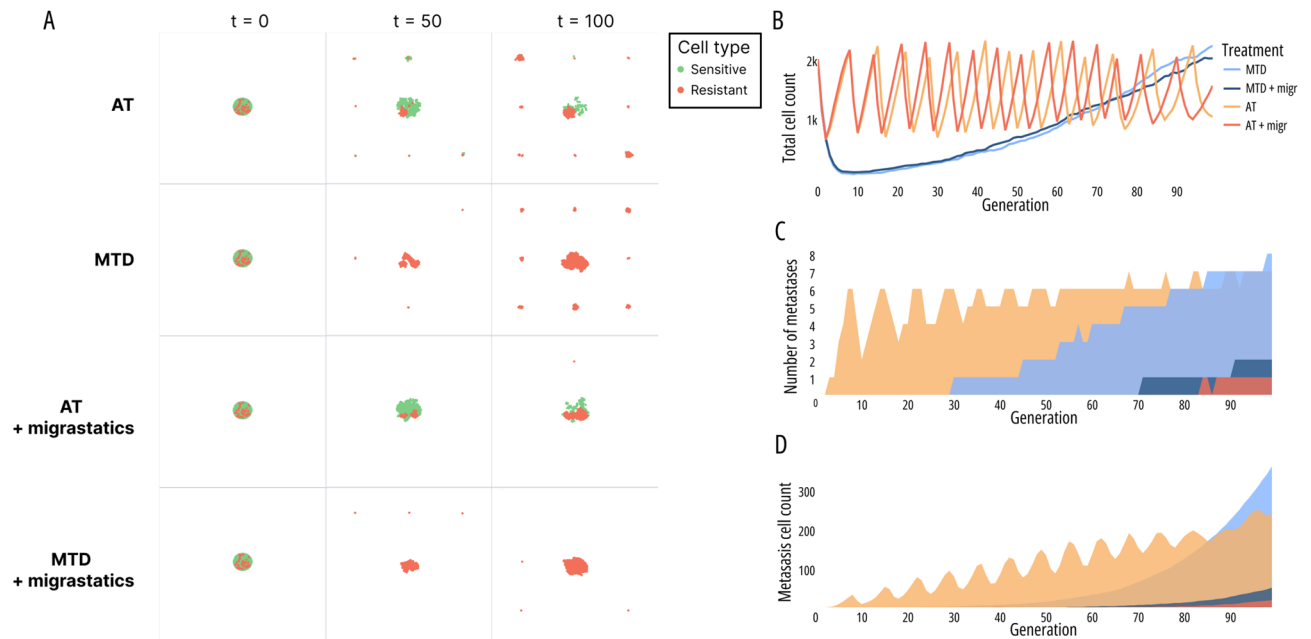 A
t = 0
t = 50
t = 100
Cell type
Sensitive
Resistant
AT
MTD
AT
+ migrastatics
MTD
+ migrastatics
B
Total cell count
2k
1k
0
10
20
30
40
50
60
70
80
90
Generation
Treatment
MTD
MTD + migr
AT
AT + migr
C
Number of metastases
8
7
6
5
4
3
2
1
0
10
20
30
40
50
60
70
80
90
Generation
D
Metasasis cell count
300
200
100
0
10
20
30
40
50
60
70
80
90
Generation